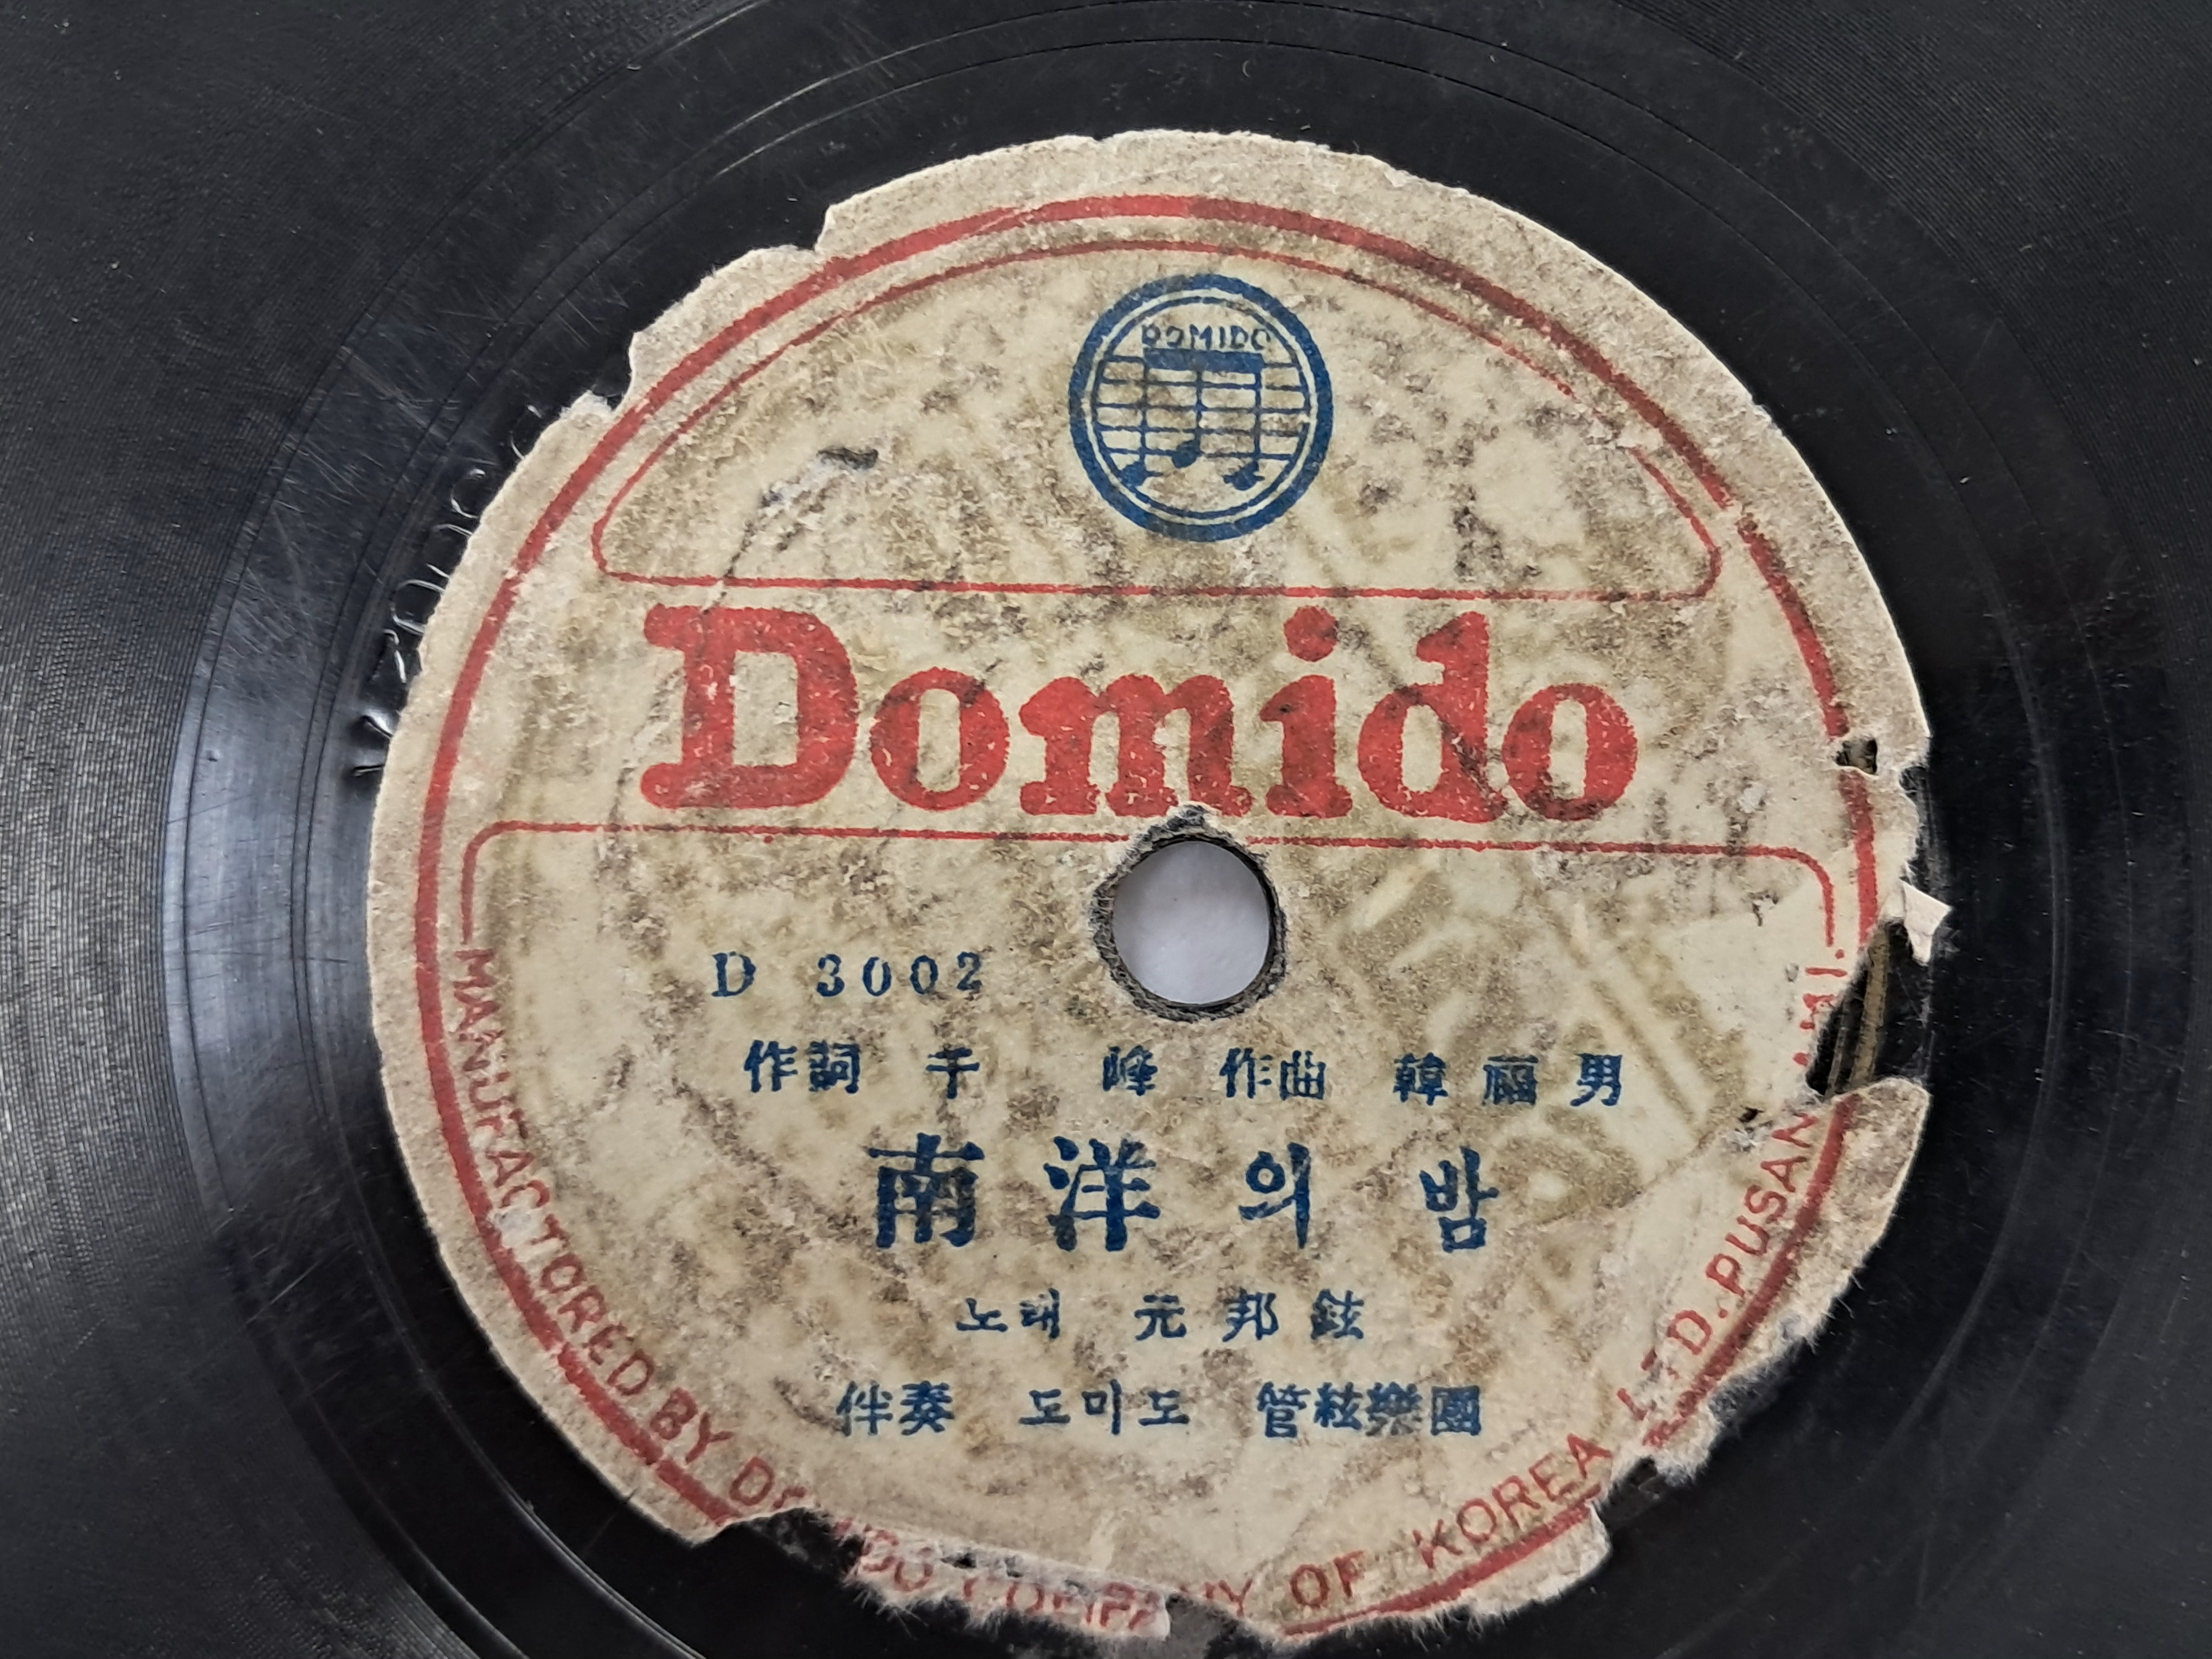 DOMIDO
Domido
D 3002
作詞 千 峰 作曲 韓福男
南洋의 밤
노래 元邦鉉
伴奏 도미도 管絃樂團
MANUFACTORED BY COMPANY OF KOREA LTD. PUSAN